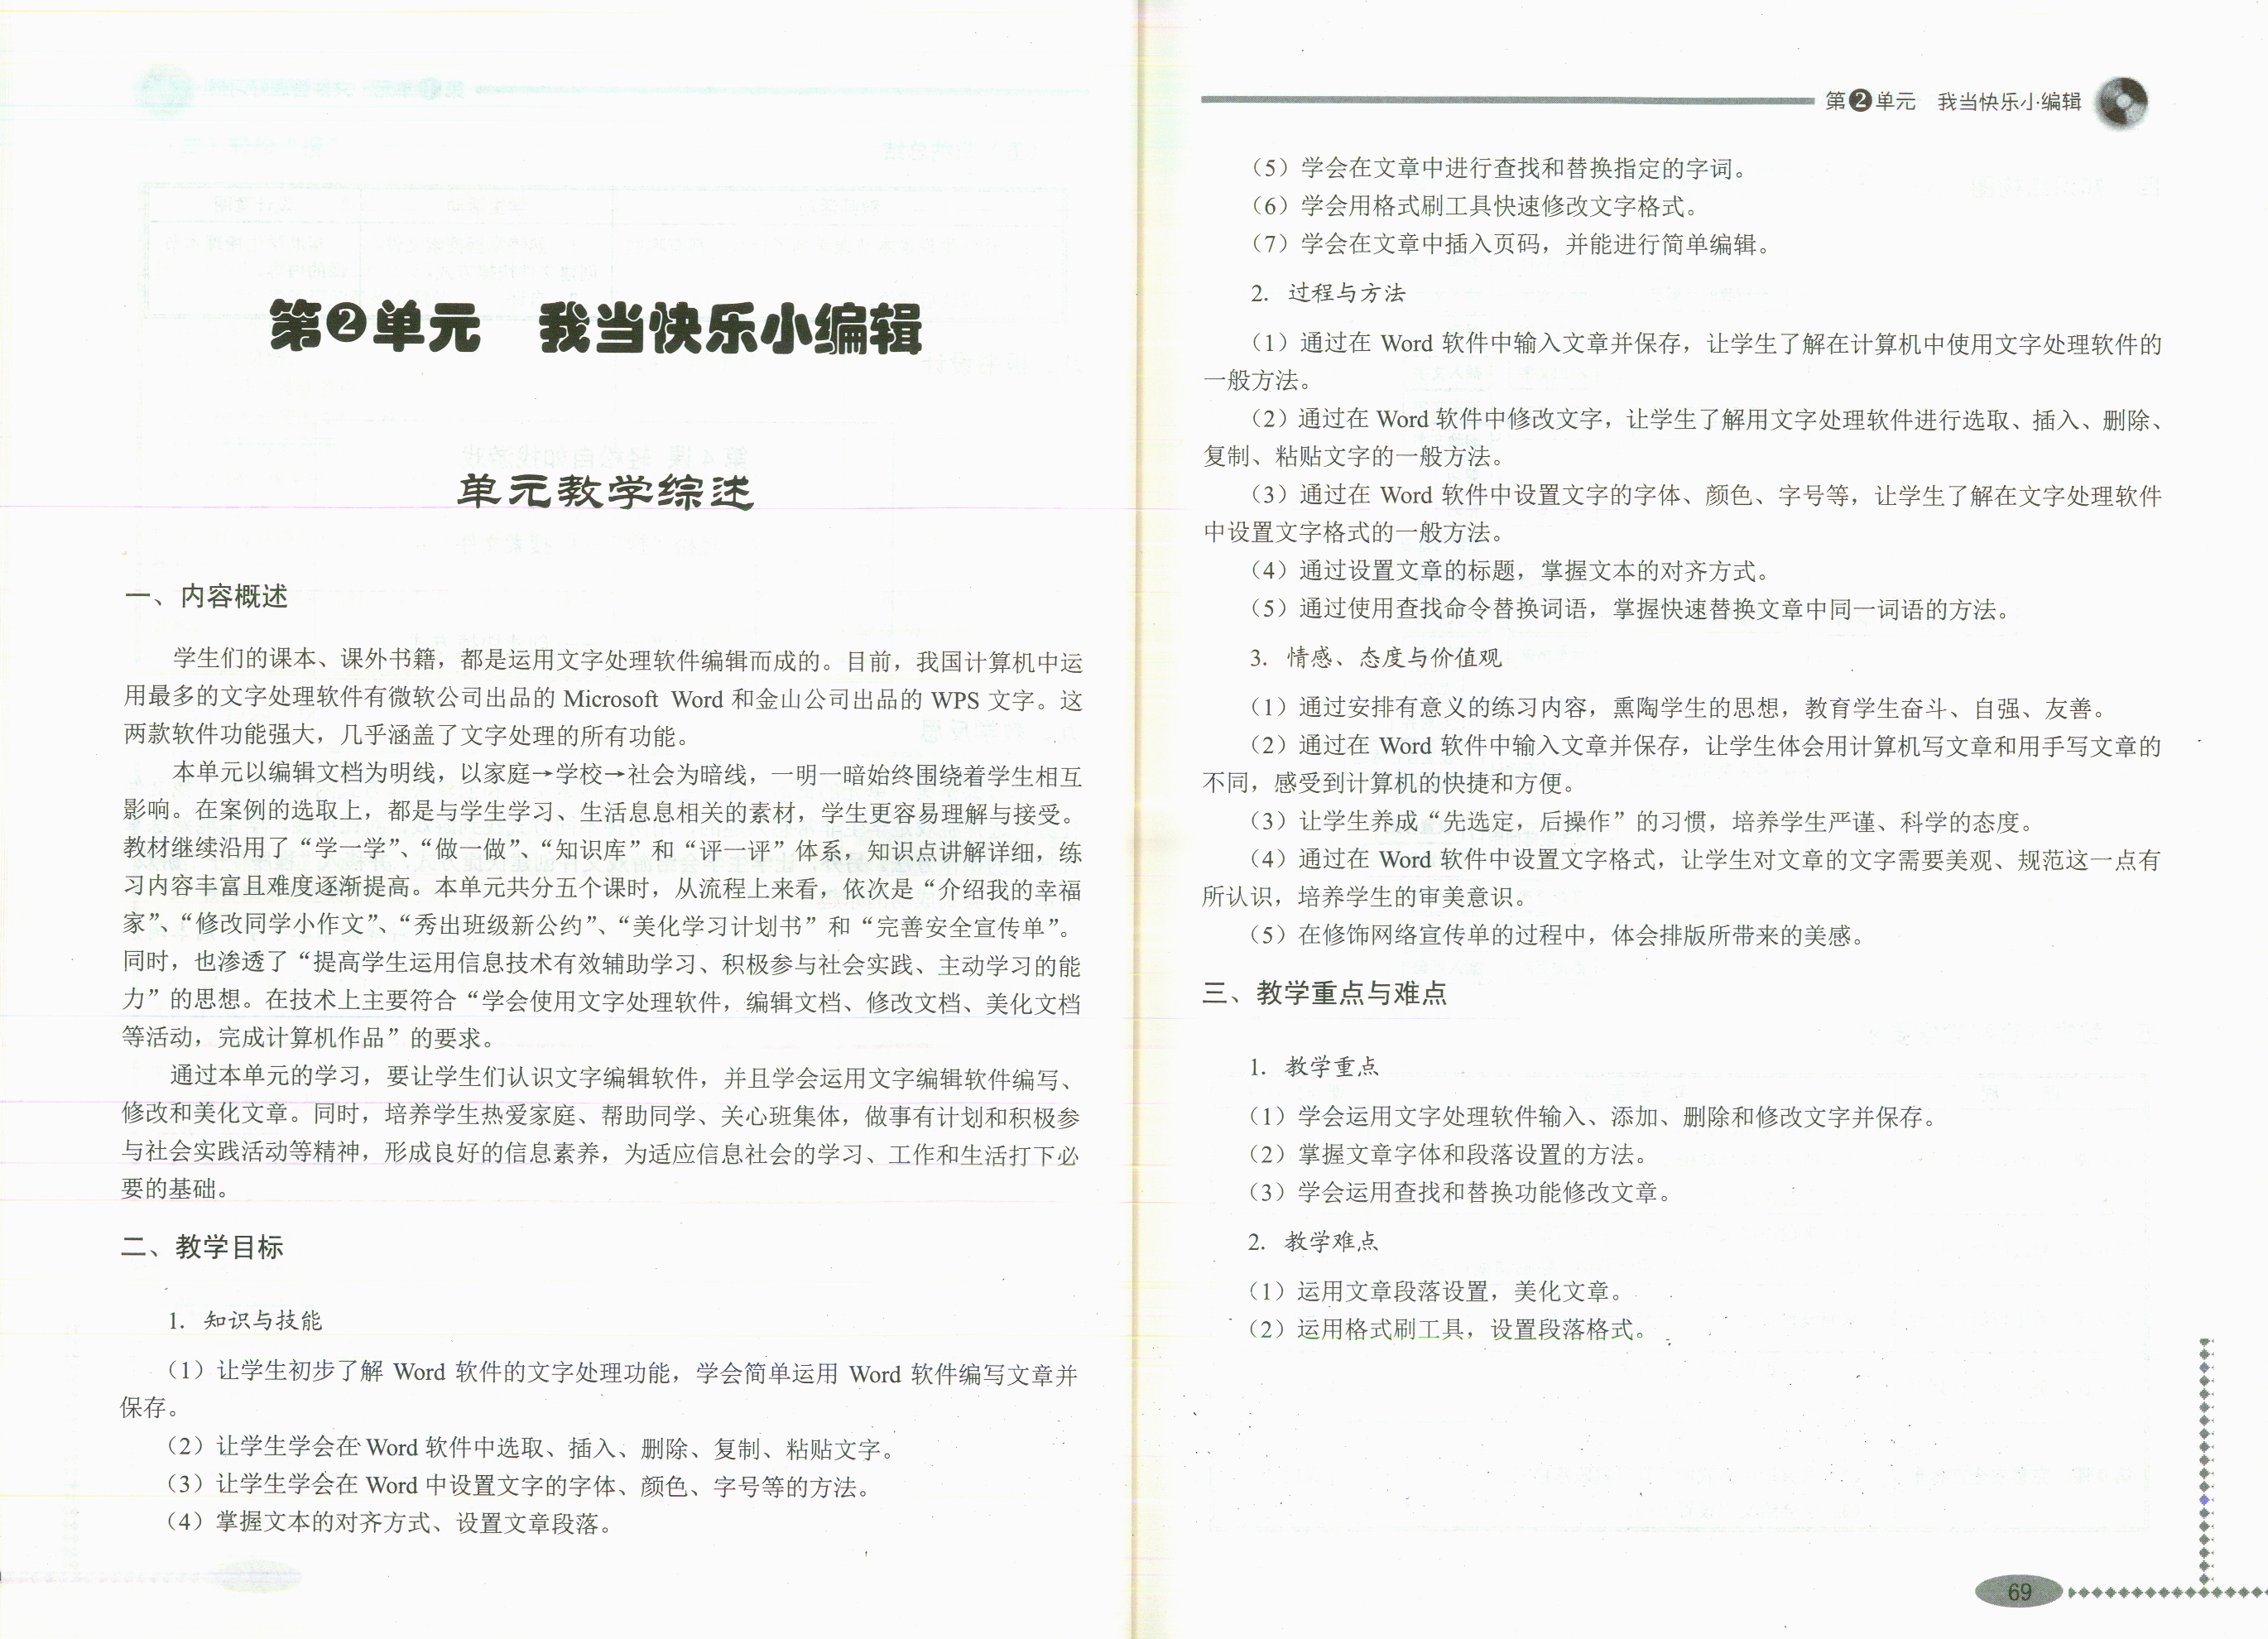 第❷单元　我当快乐小编辑
单元教学综述
一、内容概述
学生们的课本、课外书籍，都是运用文字处理软件编辑而成的。目前，我国计算机中运
用最多的文字处理软件有微软公司出品的 Microsoft Word 和金山公司出品的 WPS 文字。这
两款软件功能强大，几乎涵盖了文字处理的所有功能。
本单元以编辑文档为明线，以家庭→学校→社会为暗线，一明一暗始终围绕着学生相互
影响。在案例的选取上，都是与学生学习、生活息息相关的素材，学生更容易理解与接受。
教材继续沿用了“学一学”、“做一做”、“知识库”和“评一评”体系，知识点讲解详细，练
习内容丰富且难度逐渐提高。本单元共分五个课时，从流程上来看，依次是“介绍我的幸福
家”、“修改同学小作文”、“秀出班级新公约”、“美化学习计划书”和“完善安全宣传单”。
同时，也渗透了“提高学生运用信息技术有效辅助学习、积极参与社会实践、主动学习的能
力”的思想。在技术上主要符合“学会使用文字处理软件，编辑文档、修改文档、美化文档
等活动，完成计算机作品”的要求。
通过本单元的学习，要让学生们认识文字编辑软件，并且学会运用文字编辑软件编写、
修改和美化文章。同时，培养学生热爱家庭、帮助同学、关心班集体，做事有计划和积极参
与社会实践活动等精神，形成良好的信息素养，为适应信息社会的学习、工作和生活打下必
要的基础。
二、教学目标
1. 知识与技能
（1）让学生初步了解 Word 软件的文字处理功能，学会简单运用 Word 软件编写文章并
保存。
（2）让学生学会在 Word 软件中选取、插入、删除、复制、粘贴文字。
（3）让学生学会在 Word 中设置文字的字体、颜色、字号等的方法。
（4）掌握文本的对齐方式、设置文章段落。
第❷单元　我当快乐小编辑
（5）学会在文章中进行查找和替换指定的字词。
（6）学会用格式刷工具快速修改文字格式。
（7）学会在文章中插入页码，并能进行简单编辑。
2. 过程与方法
（1）通过在 Word 软件中输入文章并保存，让学生了解在计算机中使用文字处理软件的
一般方法。
（2）通过在 Word 软件中修改文字，让学生了解用文字处理软件进行选取、插入、删除、
复制、粘贴文字的一般方法。
（3）通过在 Word 软件中设置文字的字体、颜色、字号等，让学生了解在文字处理软件
中设置文字格式的一般方法。
（4）通过设置文章的标题，掌握文本的对齐方式。
（5）通过使用查找命令替换词语，掌握快速替换文章中同一词语的方法。
3. 情感、态度与价值观
（1）通过安排有意义的练习内容，熏陶学生的思想，教育学生奋斗、自强、友善。
（2）通过在 Word 软件中输入文章并保存，让学生体会用计算机写文章和用手写文章的
不同，感受到计算机的快捷和方便。
（3）让学生养成“先选定，后操作”的习惯，培养学生严谨、科学的态度。
（4）通过在 Word 软件中设置文字格式，让学生对文章的文字需要美观、规范这一点有
所认识，培养学生的审美意识。
（5）在修饰网络宣传单的过程中，体会排版所带来的美感。
三、教学重点与难点
1. 教学重点
（1）学会运用文字处理软件输入、添加、删除和修改文字并保存。
（2）掌握文章字体和段落设置的方法。
（3）学会运用查找和替换功能修改文章。
2. 教学难点
（1）运用文章段落设置，美化文章。
（2）运用格式刷工具，设置段落格式。
69